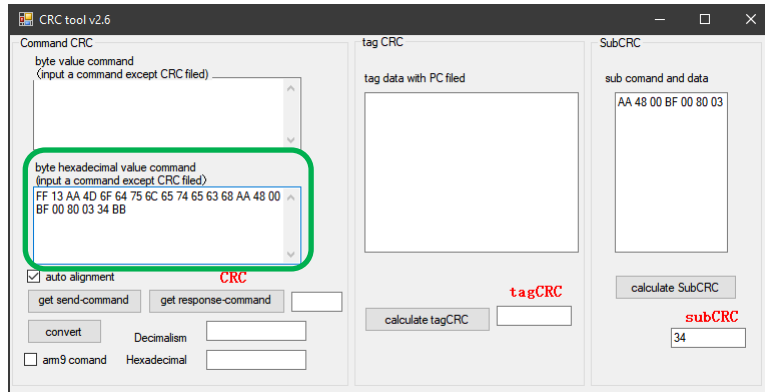 CRC tool v2.6
Command CRC
byte value command
(input a command except CRC filed)
byte hexadecimal value command
(input a command except CRC filed)
FF 13 AA 4D 6F 64 75 6C 65 74 65 63 68 AA 48 00
BF 00 80 03 34 BB
auto alignment
CRC
get send-command
get response-command
convert
Decimalism
arm9 comand
Hexadecimal
tag CRC
tag data with PC filed
tagCRC
calculate tagCRC
SubCRC
sub comand and data
AA 48 00 BF 00 80 03
calculate SubCRC
subCRC
34